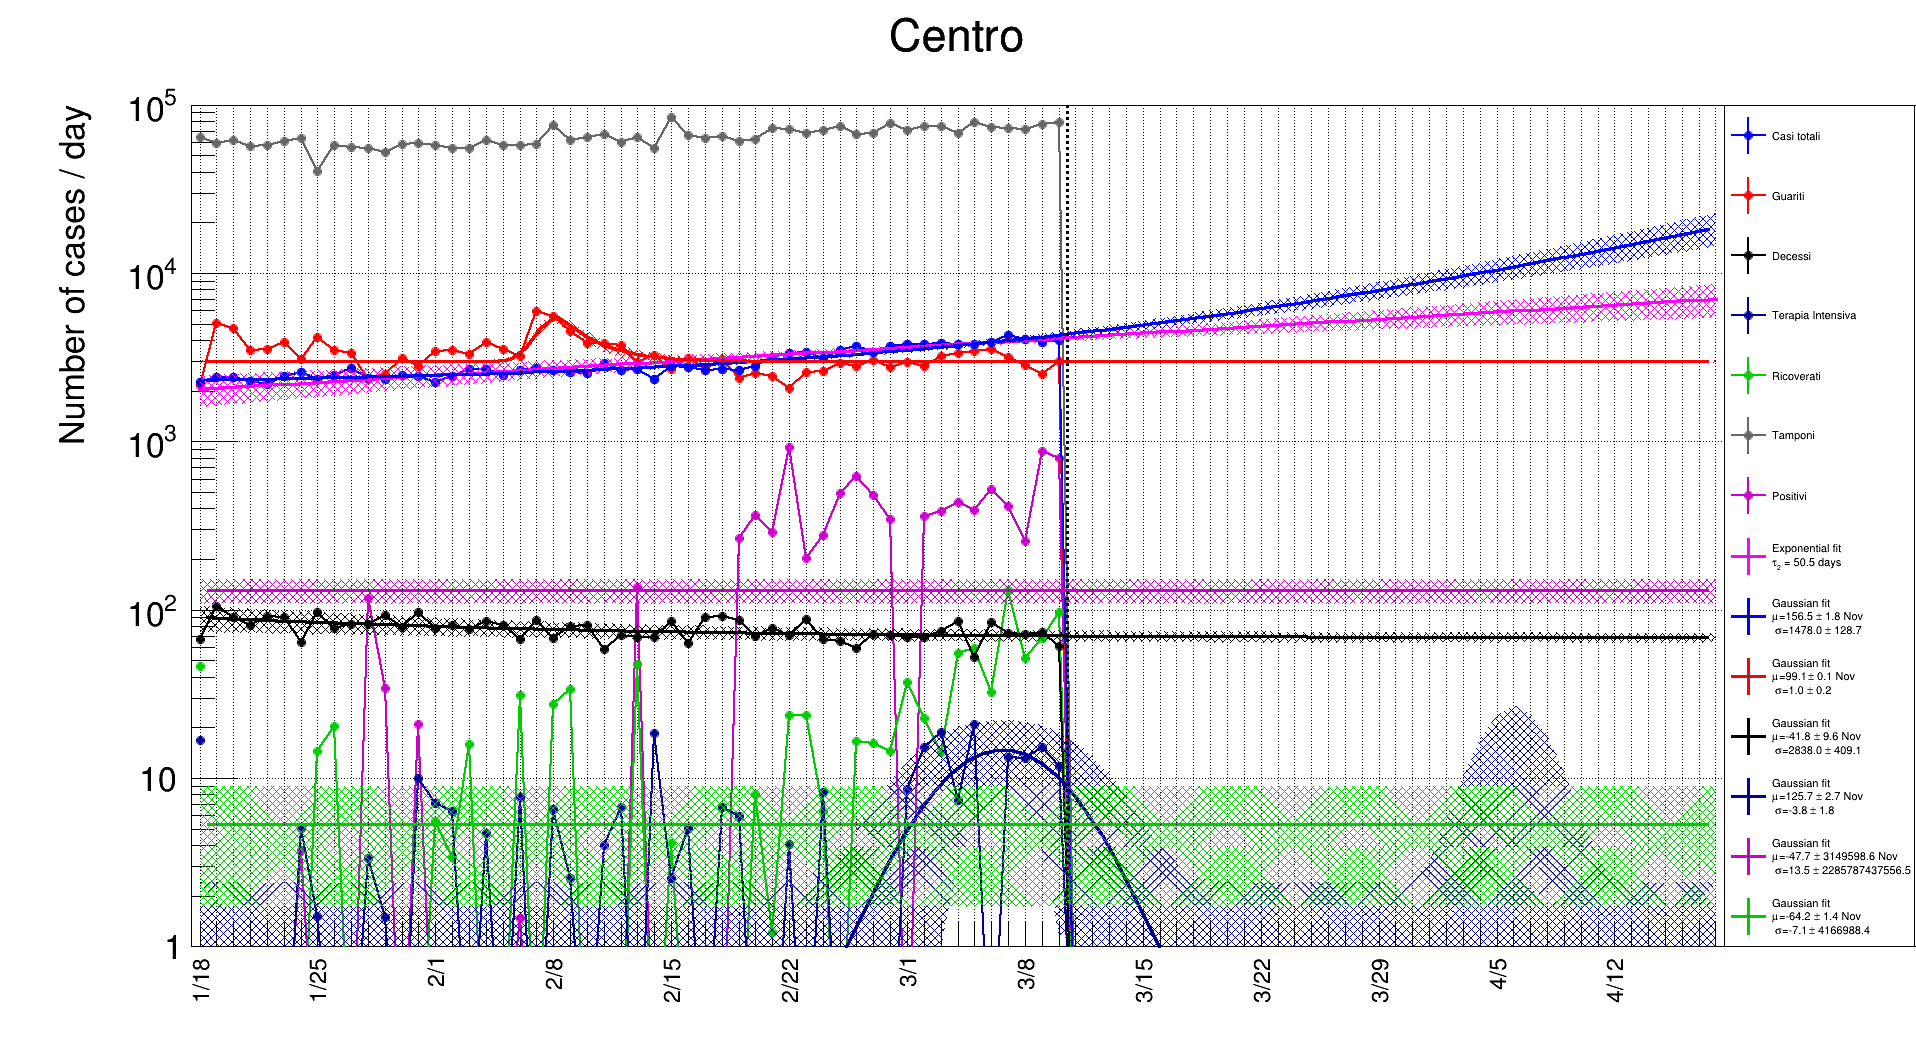 Centro
Number of cases / day
10^5
10^4
10^3
10^2
10
1
1/18
1/25
2/1
2/8
2/15
2/22
3/1
3/8
3/15
3/22
3/29
4/5
4/12
Casi totali
Guariti
Decessi
Terapia Intensiva
Ricoverati
Tamponi
Positivi
Exponential fit
τ₂ = 50.5 days
Gaussian fit
μ=156.5 ± 1.8 Nov
σ=1478.0 ± 128.7
Gaussian fit
μ=99.1 ± 0.1 Nov
σ=1.0 ± 0.2
Gaussian fit
μ=-41.8 ± 9.6 Nov
σ=2838.0 ± 409.1
Gaussian fit
μ=125.7 ± 2.7 Nov
σ=-3.8 ± 1.8
Gaussian fit
μ=-47.7 ± 3149598.6 Nov
σ=13.5 ± 2285787437556.5
Gaussian fit
μ=-64.2 ± 1.4 Nov
σ=-7.1 ± 4166988.4